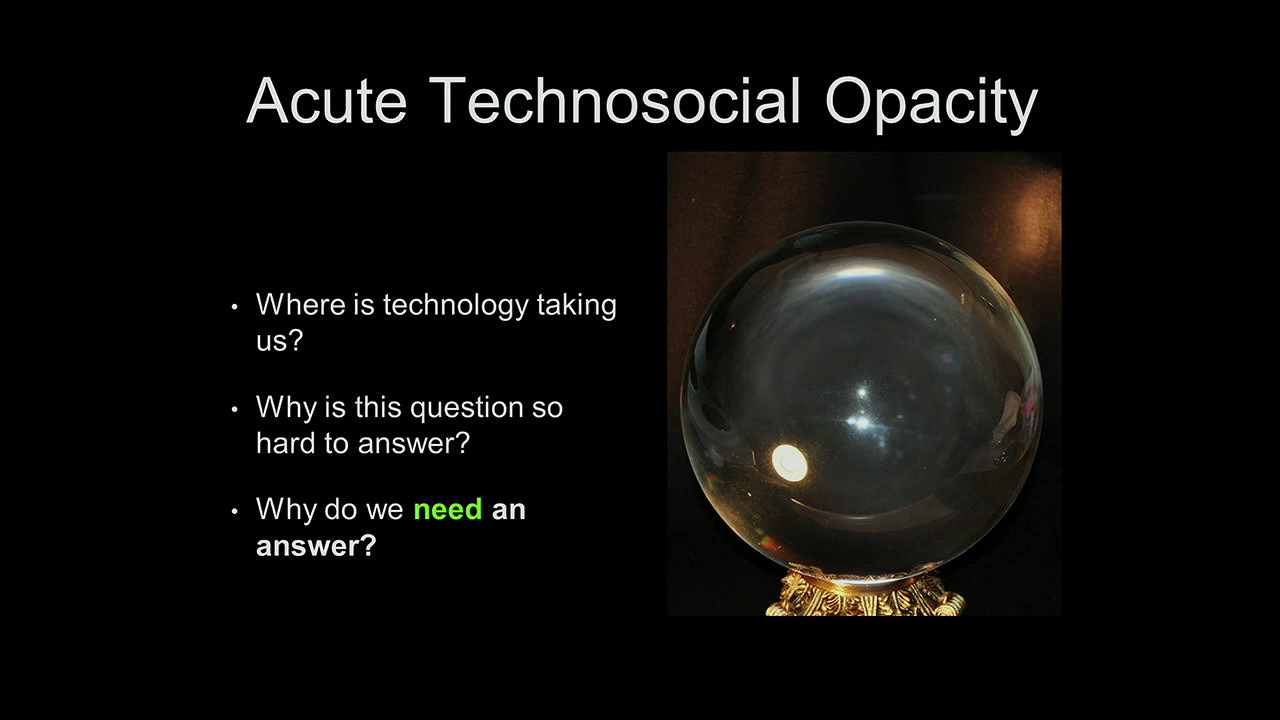 Acute Technosocial Opacity
• Where is technology taking
us?
• Why is this question so
hard to answer?
• Why do we need an
answer?